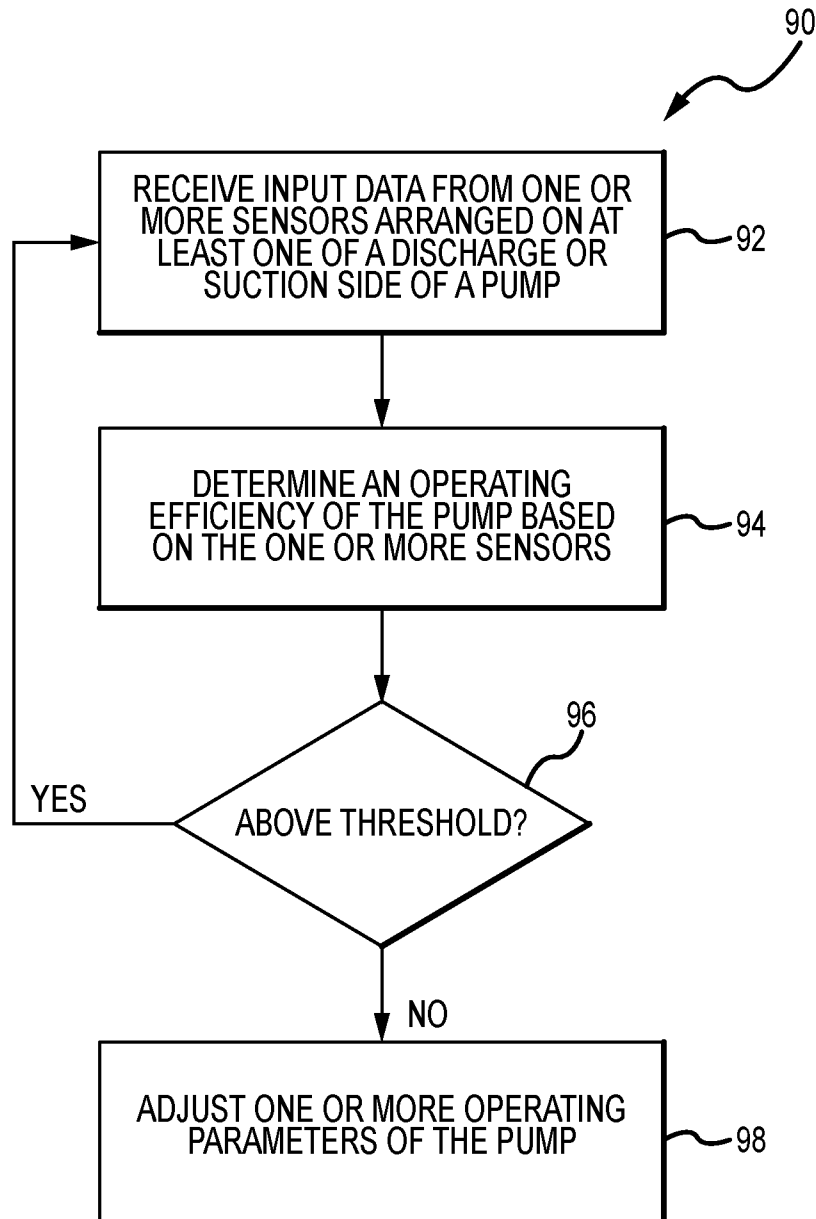 90
RECEIVE INPUT DATA FROM ONE OR
MORE SENSORS ARRANGED ON AT
LEAST ONE OF A DISCHARGE OR
SUCTION SIDE OF A PUMP
92
DETERMINE AN OPERATING
EFFICIENCY OF THE PUMP BASED
ON THE ONE OR MORE SENSORS
94
96
YES
ABOVE THRESHOLD?
NO
ADJUST ONE OR MORE OPERATING
PARAMETERS OF THE PUMP
98